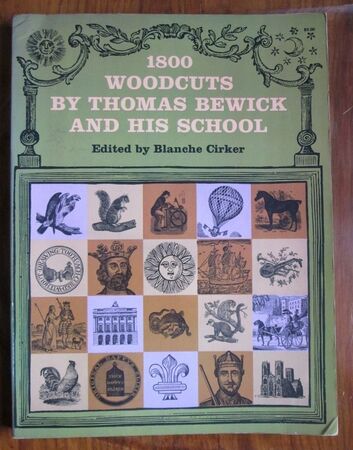 1800
WOODCUTS
BY THOMAS BEWICK
AND HIS SCHOOL
Edited by Blanche Cirker